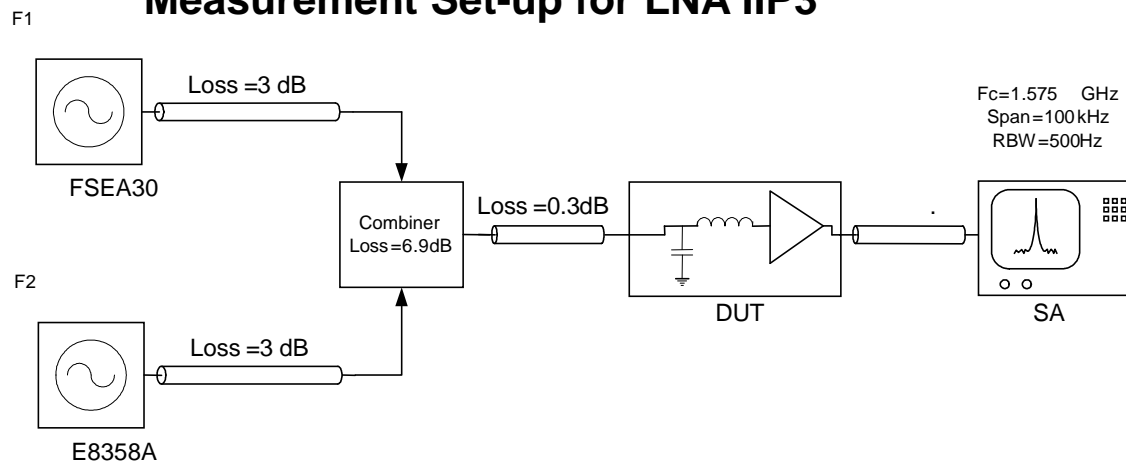 Measurement Set-up for LNA IIP3
F1
Loss =3 dB
FSEA30
Combiner
Loss=6.9dB
Loss =0.3dB
DUT
.
Fc=1.575 GHz
Span=100kHz
RBW=500Hz
SA
F2
Loss =3 dB
E8358A